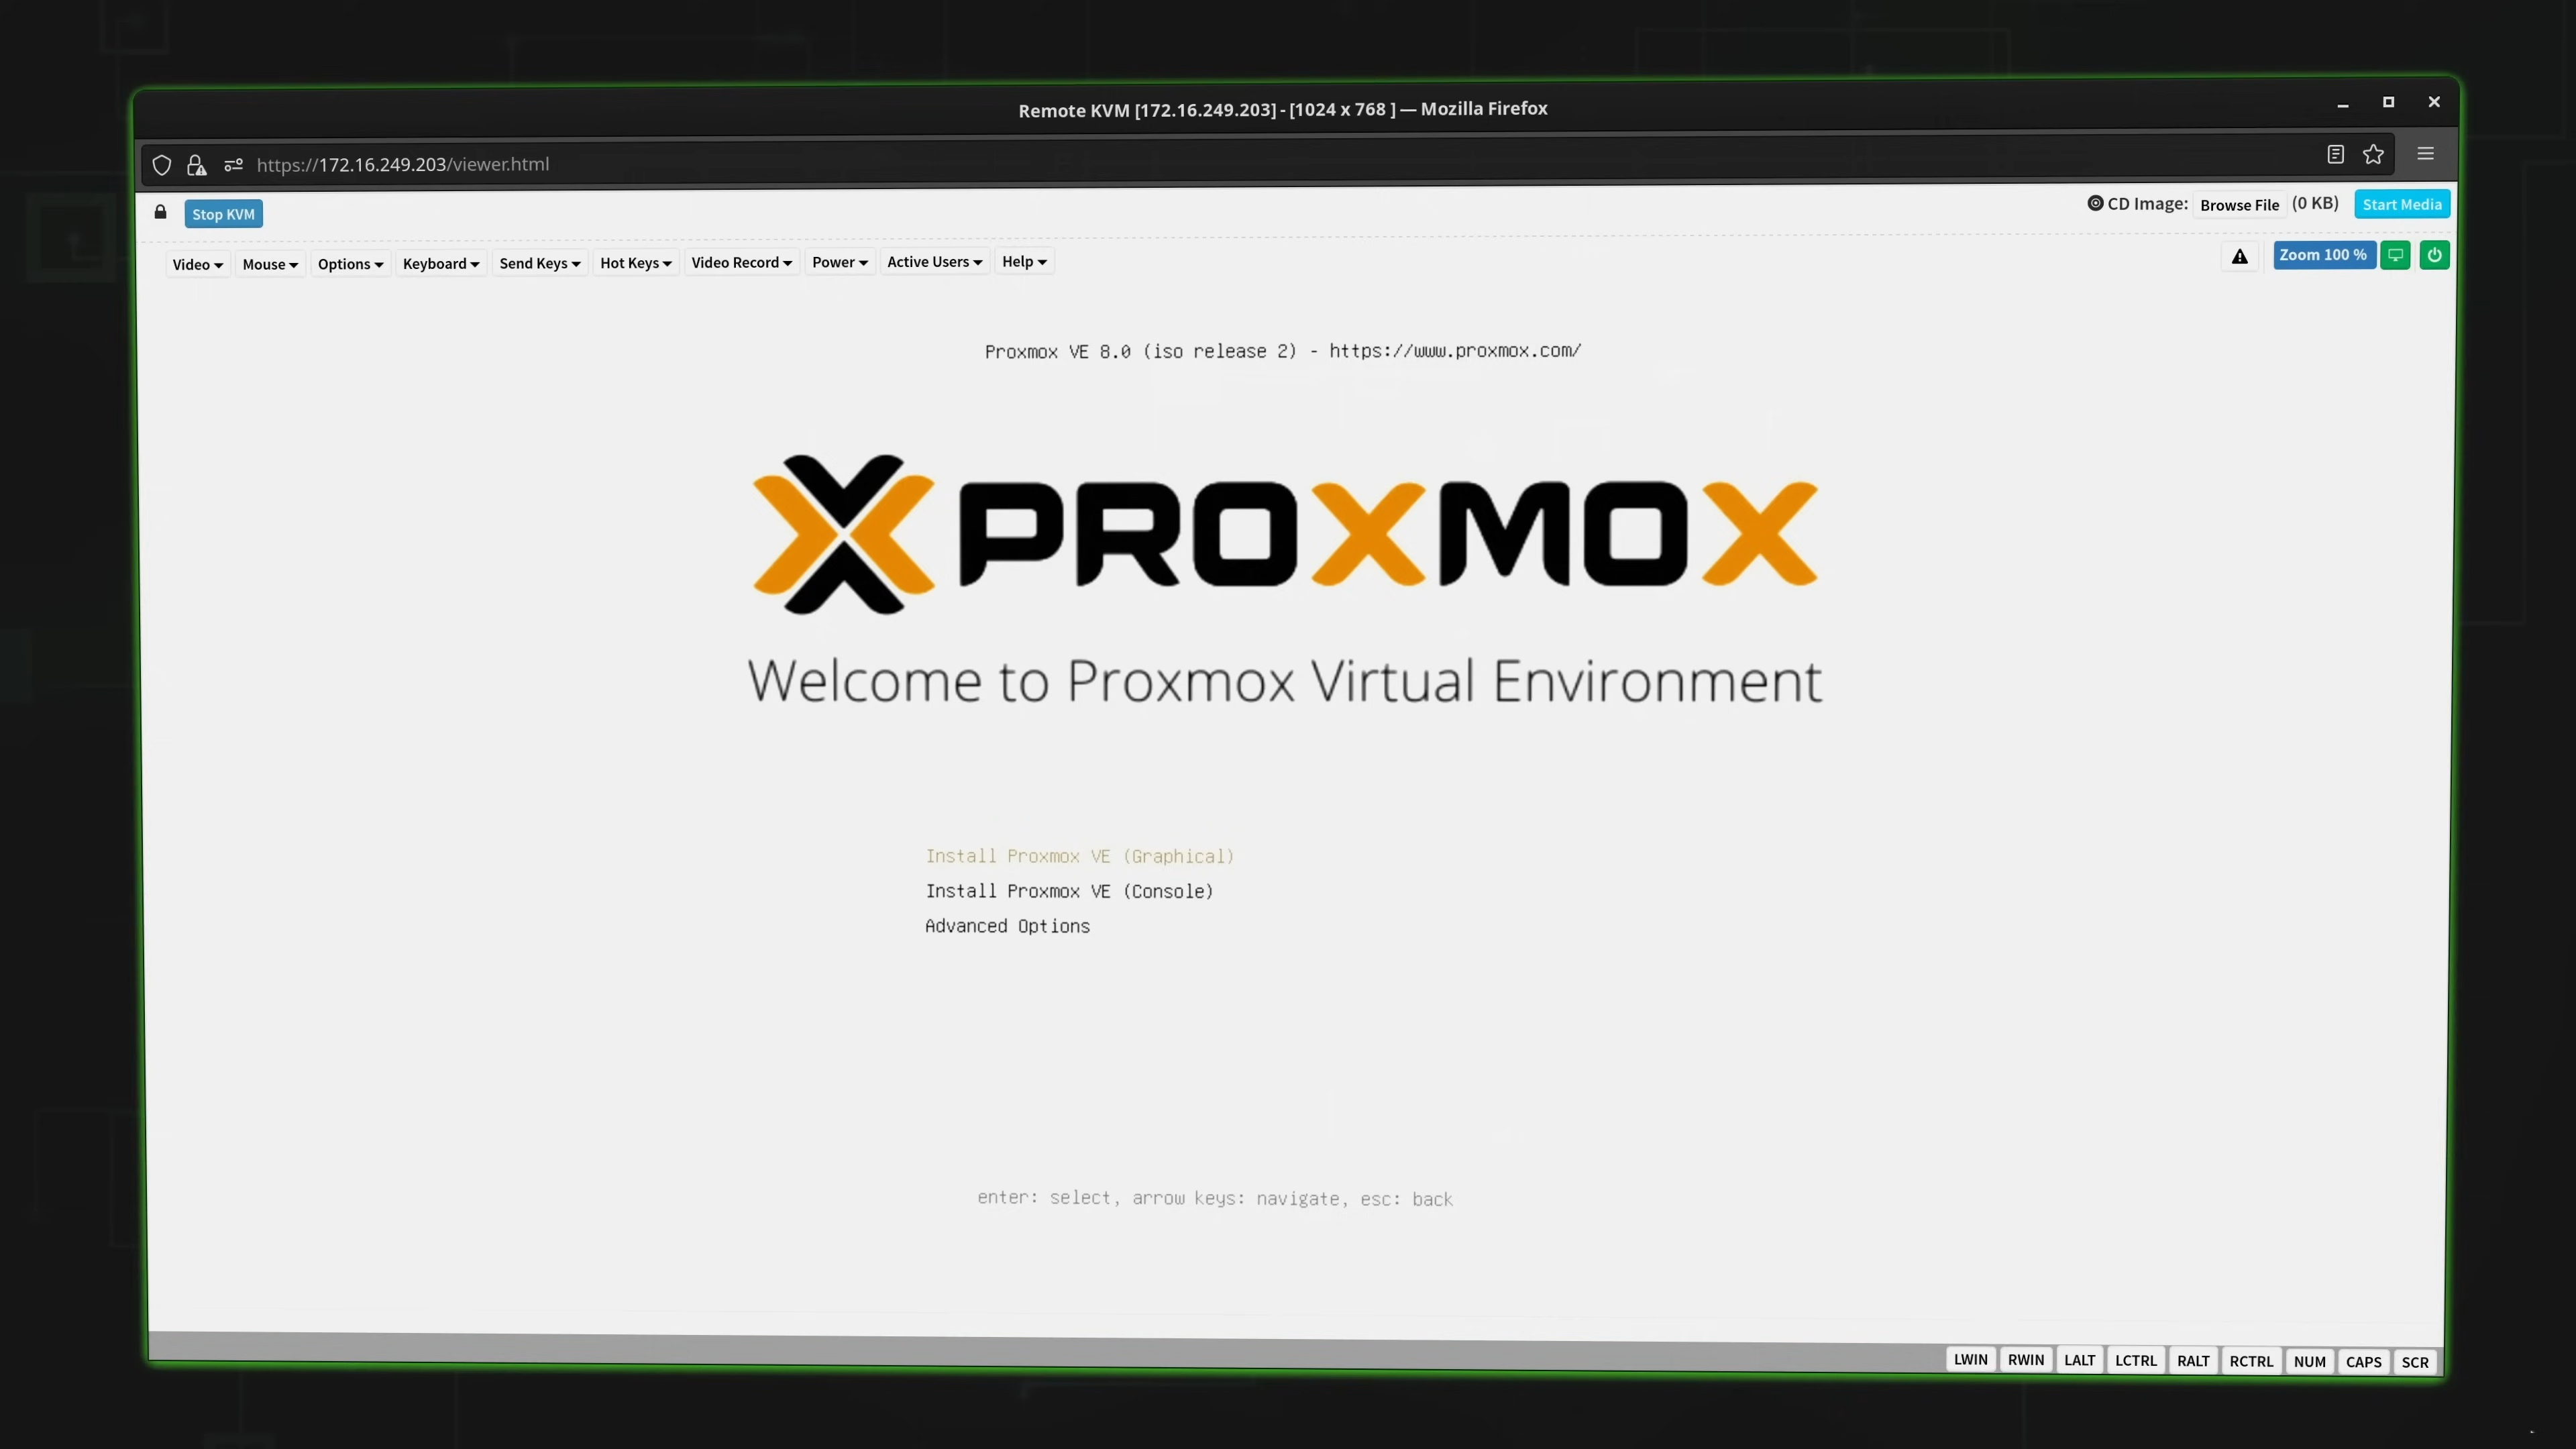 Remote KVM [172.16.249.203] - [1024 x 768 ] — Mozilla Firefox
https://172.16.249.203/viewer.html
Stop KVM
CD Image: Browse File (0 KB) Start Media
Video Mouse Options Keyboard Send Keys Hot Keys Video Record Power Active Users Help
Zoom 100 %
Proxmox VE 8.0 (iso release 2) - https://www.proxmox.com/
PROXMOX
Welcome to Proxmox Virtual Environment
Install Proxmox VE (Graphical)
Install Proxmox VE (Console)
Advanced Options
enter: select, arrow keys: navigate, esc: back
LWIN RWIN LALT LCTRL RALT RCTRL NUM CAPS SCR